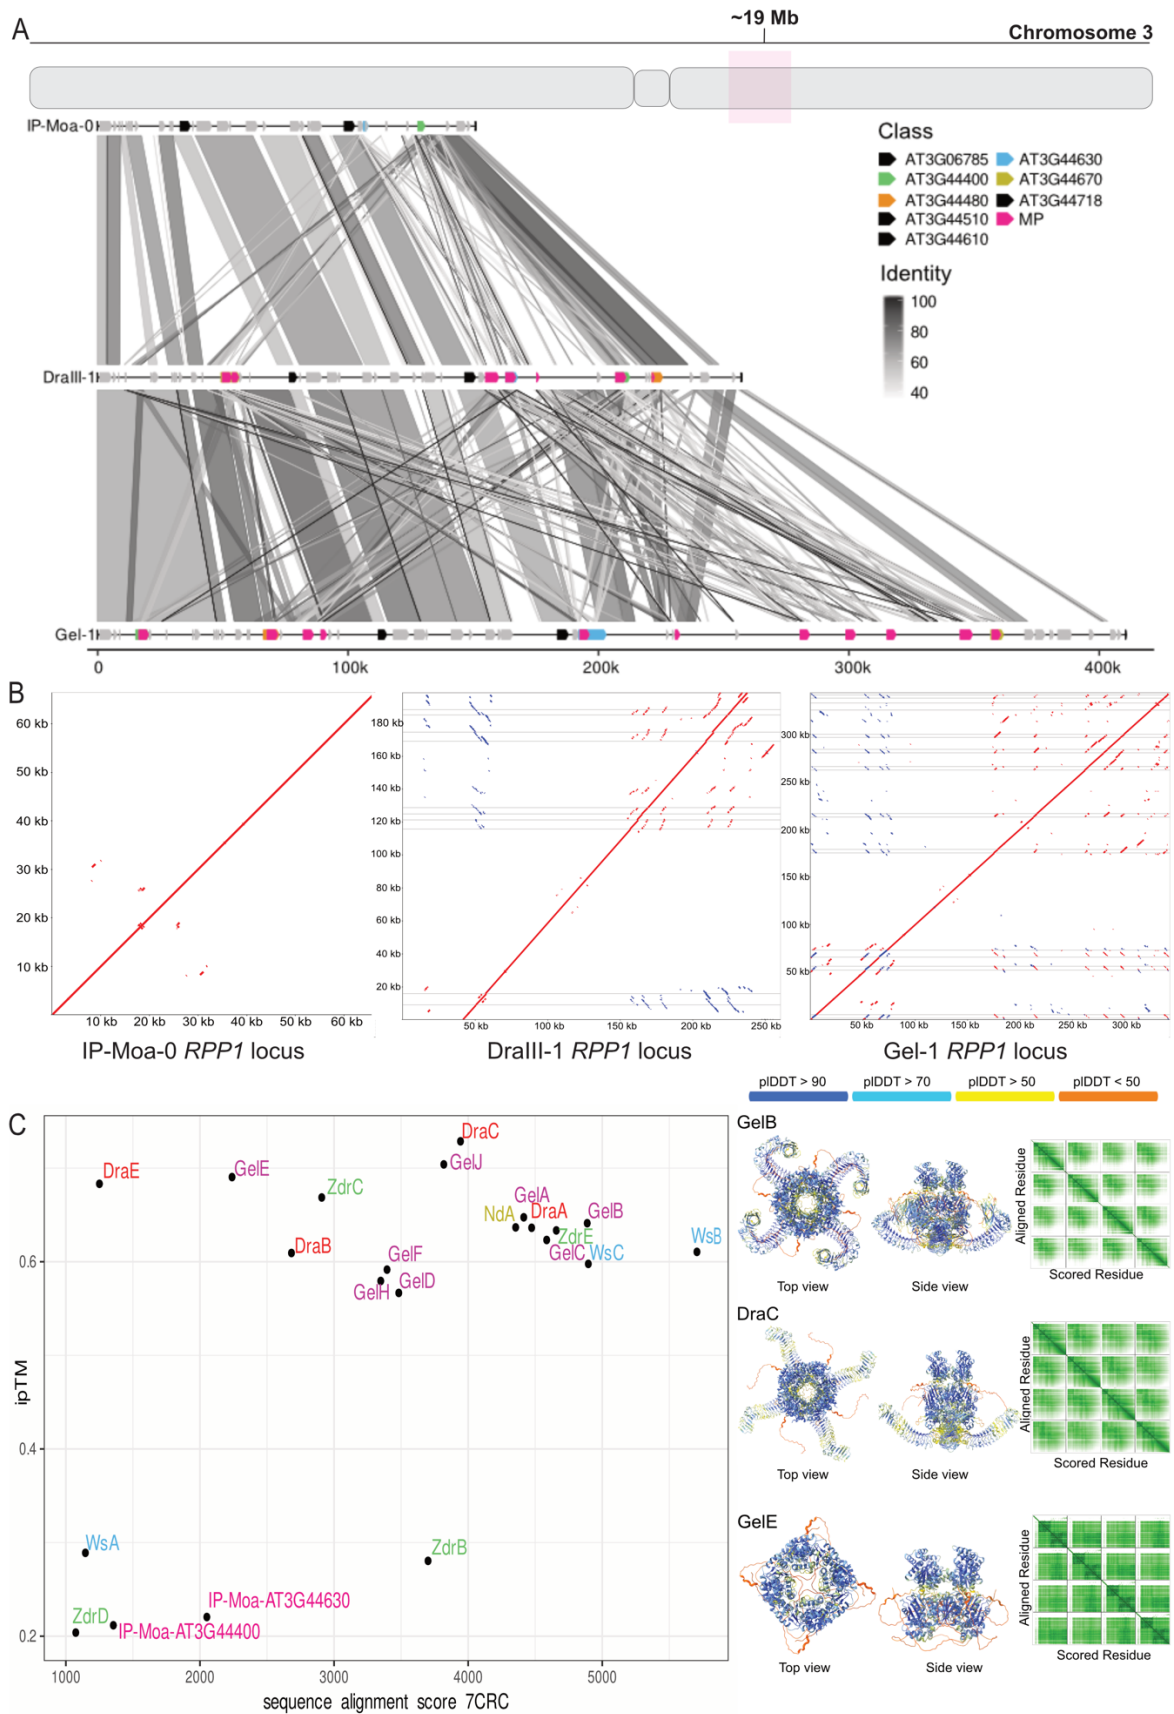 A
~19 Mb
Chromosome 3
IP-Moa-0
Class
AT3G06785
AT3G44630
AT3G44400
AT3G44670
AT3G44480
AT3G44718
AT3G44510
MP
AT3G44610
Identity
100
80
60
40
DraIII-1
Gel-1
0
100k
200k
300k
400k
B
60 kb
50 kb
40 kb
30 kb
20 kb
10 kb
10 kb
20 kb
30 kb
40 kb
50 kb
60 kb
IP-Moa-0 RPP1 locus
180 kb
160 kb
140 kb
120 kb
100 kb
80 kb
60 kb
40 kb
20 kb
50 kb
100 kb
150 kb
200 kb
250 kb
DraIII-1 RPP1 locus
300 kb
250 kb
200 kb
150 kb
100 kb
50 kb
50 kb
100 kb
150 kb
200 kb
250 kb
300 kb
Gel-1 RPP1 locus
plDDT > 90
plDDT > 70
plDDT > 50
plDDT < 50
C
DraC
DraE
GelE
GelJ
ZdrC
GelA
NdA
DraA
GelB
ZdrE
DraB
GelC
WsC
WsB
GelF
GelH
GelD
WsA
ZdrB
IP-Moa-AT3G44630
ZdrD
IP-Moa-AT3G44400
0.6
0.4
0.2
ipTM
1000
2000
3000
4000
5000
sequence alignment score 7CRC
GelB
Top view
Side view
Aligned Residue
Scored Residue
DraC
Top view
Side view
Aligned Residue
Scored Residue
GelE
Top view
Side view
Aligned Residue
Scored Residue